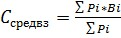 Cсредвз = ∑ Pi∗Bi / ∑ Pi